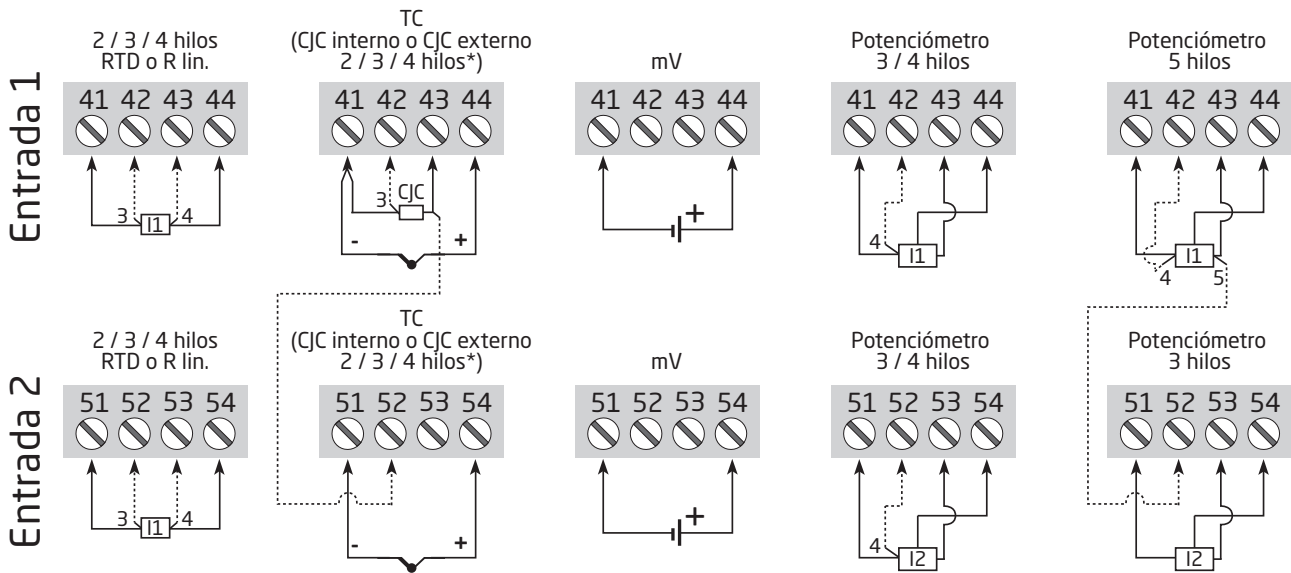 Entrada 1
2 / 3 / 4 hilos
RTD o R lin.
41 42 43 44
3 I1 4
TC
(CJC interno o CJC externo
2 / 3 / 4 hilos*)
41 42 43 44
3 CJC
- +
mV
41 42 43 44
+
Potenciómetro
3 / 4 hilos
41 42 43 44
4 I1
Potenciómetro
5 hilos
41 42 43 44
I1
4 5
Entrada 2
2 / 3 / 4 hilos
RTD o R lin.
51 52 53 54
3 I1 4
TC
(CJC interno o CJC externo
2 / 3 / 4 hilos*)
51 52 53 54
- +
mV
51 52 53 54
+
Potenciómetro
3 / 4 hilos
51 52 53 54
4 I2
Potenciómetro
3 hilos
51 52 53 54
I2